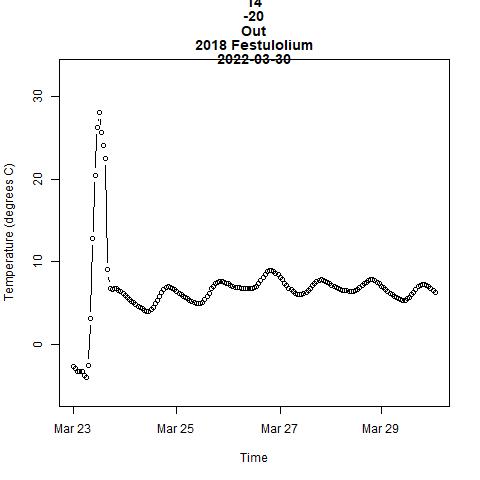 14
-20
Out
2018 Festulolium
2022-03-30
Temperature (degrees C)
30
20
10
0
Mar 23
Mar 25
Mar 27
Mar 29
Time